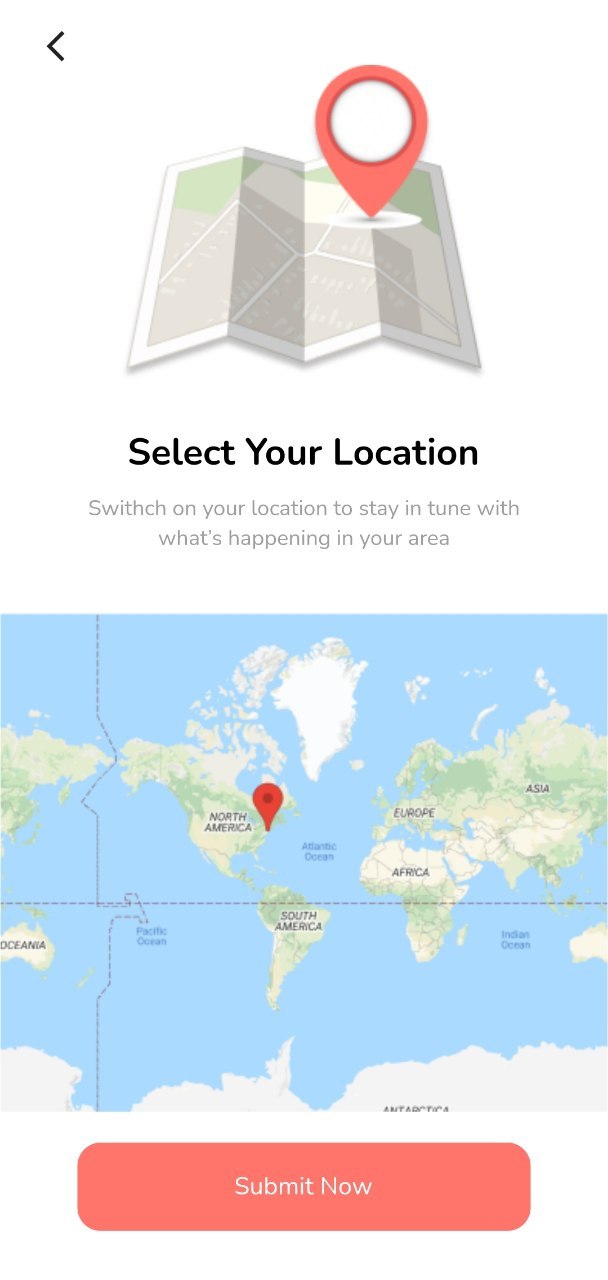 Select Your Location
Swithch on your location to stay in tune with
what's happening in your area
ASIA
NORTH
AMERICA
EUROPE
Atlantic
Ocean
AFRICA
SOUTH
AMERICA
Pacific
Ocean
Indian
Ocean
OCEANIA
ANTARCTICA
Submit Now